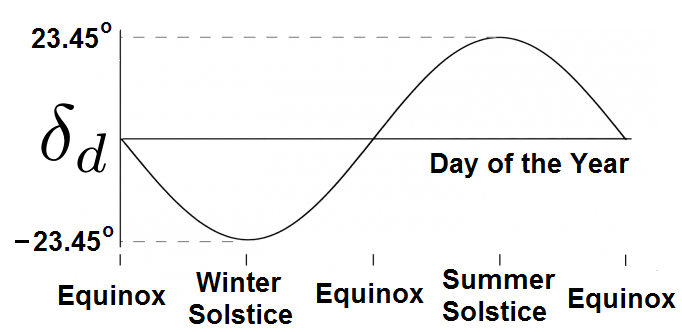 23.45°
δd
Day of the Year
−23.45°
Equinox
Winter
Solstice
Equinox
Summer
Solstice
Equinox